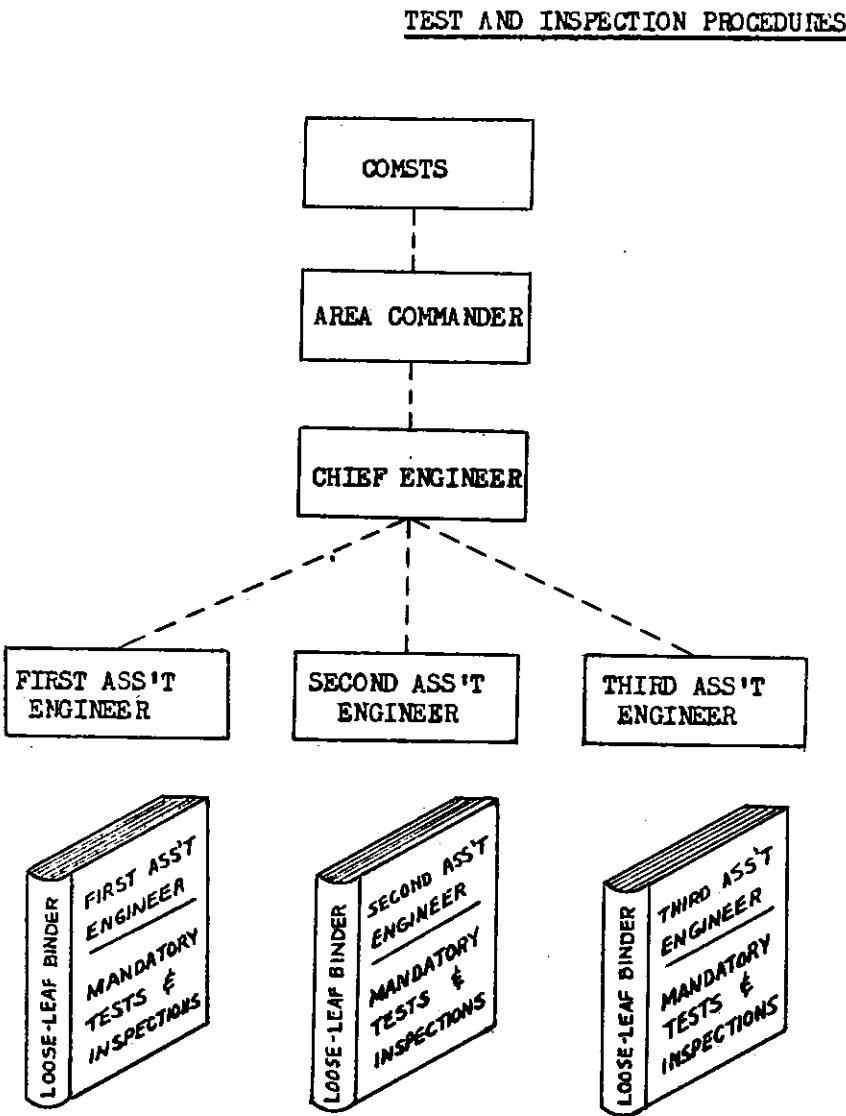 TEST AND INSPECTION PROCEDURES
COMSTS
AREA COMMANDER
CHIEF ENGINEER
FIRST ASS'T
ENGINEER
SECOND ASS'T
ENGINEER
THIRD ASS'T
ENGINEER
LOOSE-LEAF BINDER
FIRST ASS'T
ENGINEER
MANDATORY
TESTS &
INSPECTIONS
LOOSE-LEAF BINDER
SECOND ASS'T
ENGINEER
MANDATORY
TESTS &
INSPECTIONS
LOOSE-LEAF BINDER
THIRD ASS'T
ENGINEER
MANDATORY
TESTS &
INSPECTIONS